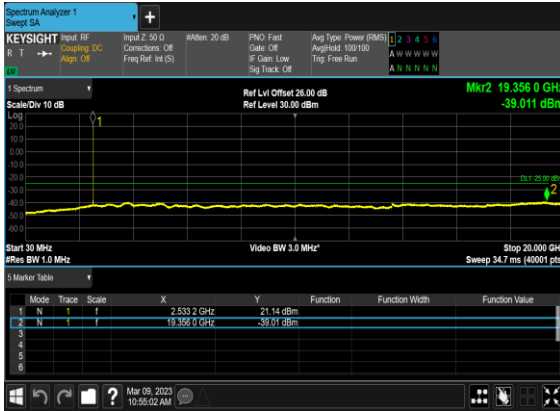 Spectrum Analyzer 1
Swept SA
+
KEYSIGHT Input: RF Input Z: 50 Ω #Atten: 20 dB PNO: Fast Avg Type: Power (RMS) 1 2 3 4 5 6
R T Coupling: DC Corrections: Off Gate: Off Avg|Hold: 100/100 A W W W W W
Align: Off Freq Ref: Int (S) IF Gain: Low Trig: Free Run
Sig Track: Off A N N N N N
1 Spectrum Ref Lvl Offset 26.00 dB Mkr2 19.356 0 GHz
Scale/Div 10 dB Ref Level 30.00 dBm -39.011 dBm
Log
20.0
10.0
0.00
-10.0
-20.0
-30.0
-40.0
-50.0
-60.0
1
DL1 -25.00 dBm
2
Start 30 MHz Video BW 3.0 MHz* Stop 20.000 GHz
#Res BW 1.0 MHz Sweep 34.7 ms (40001 pts)
5 Marker Table
Mode Trace Scale X Y Function Function Width Function Value
1 N 1 f 2.533 2 GHz 21.14 dBm
2 N 1 f 19.356 0 GHz -39.01 dBm
3
4
5
6
? Mar 09, 2023
10:55:02 AM